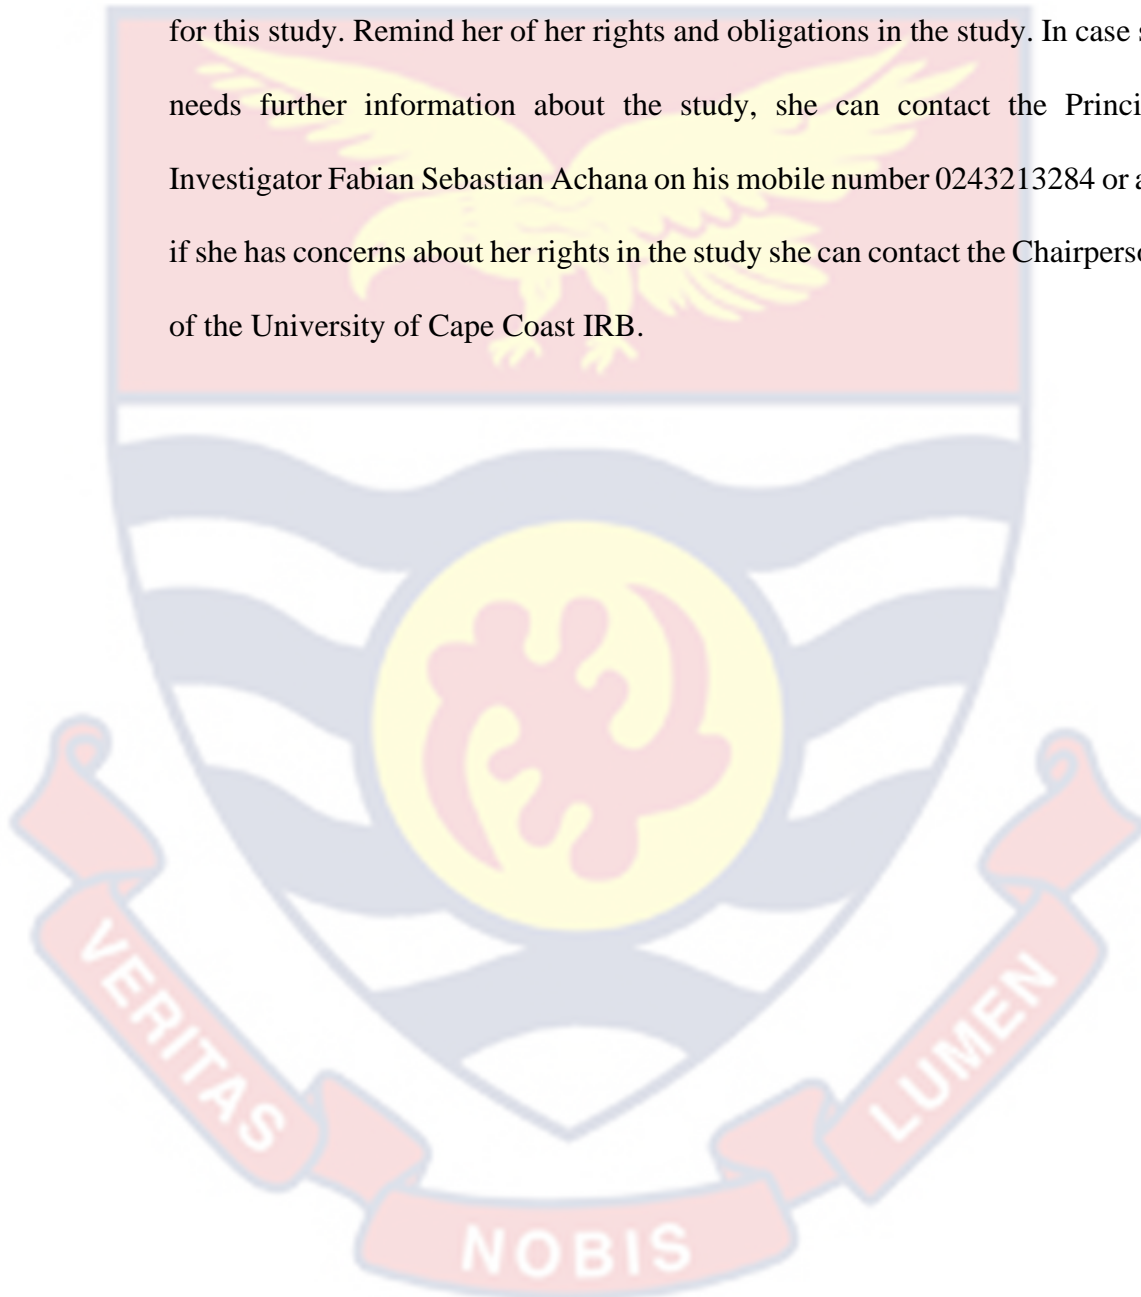 for this study. Remind her of her rights and obligations in the study. In case s
needs further information about the study, she can contact the Princi
Investigator Fabian Sebastian Achana on his mobile number 0243213284 or a
if she has concerns about her rights in the study she can contact the Chairperso
of the University of Cape Coast IRB.
VERITAS
NOBIS
LUMEN